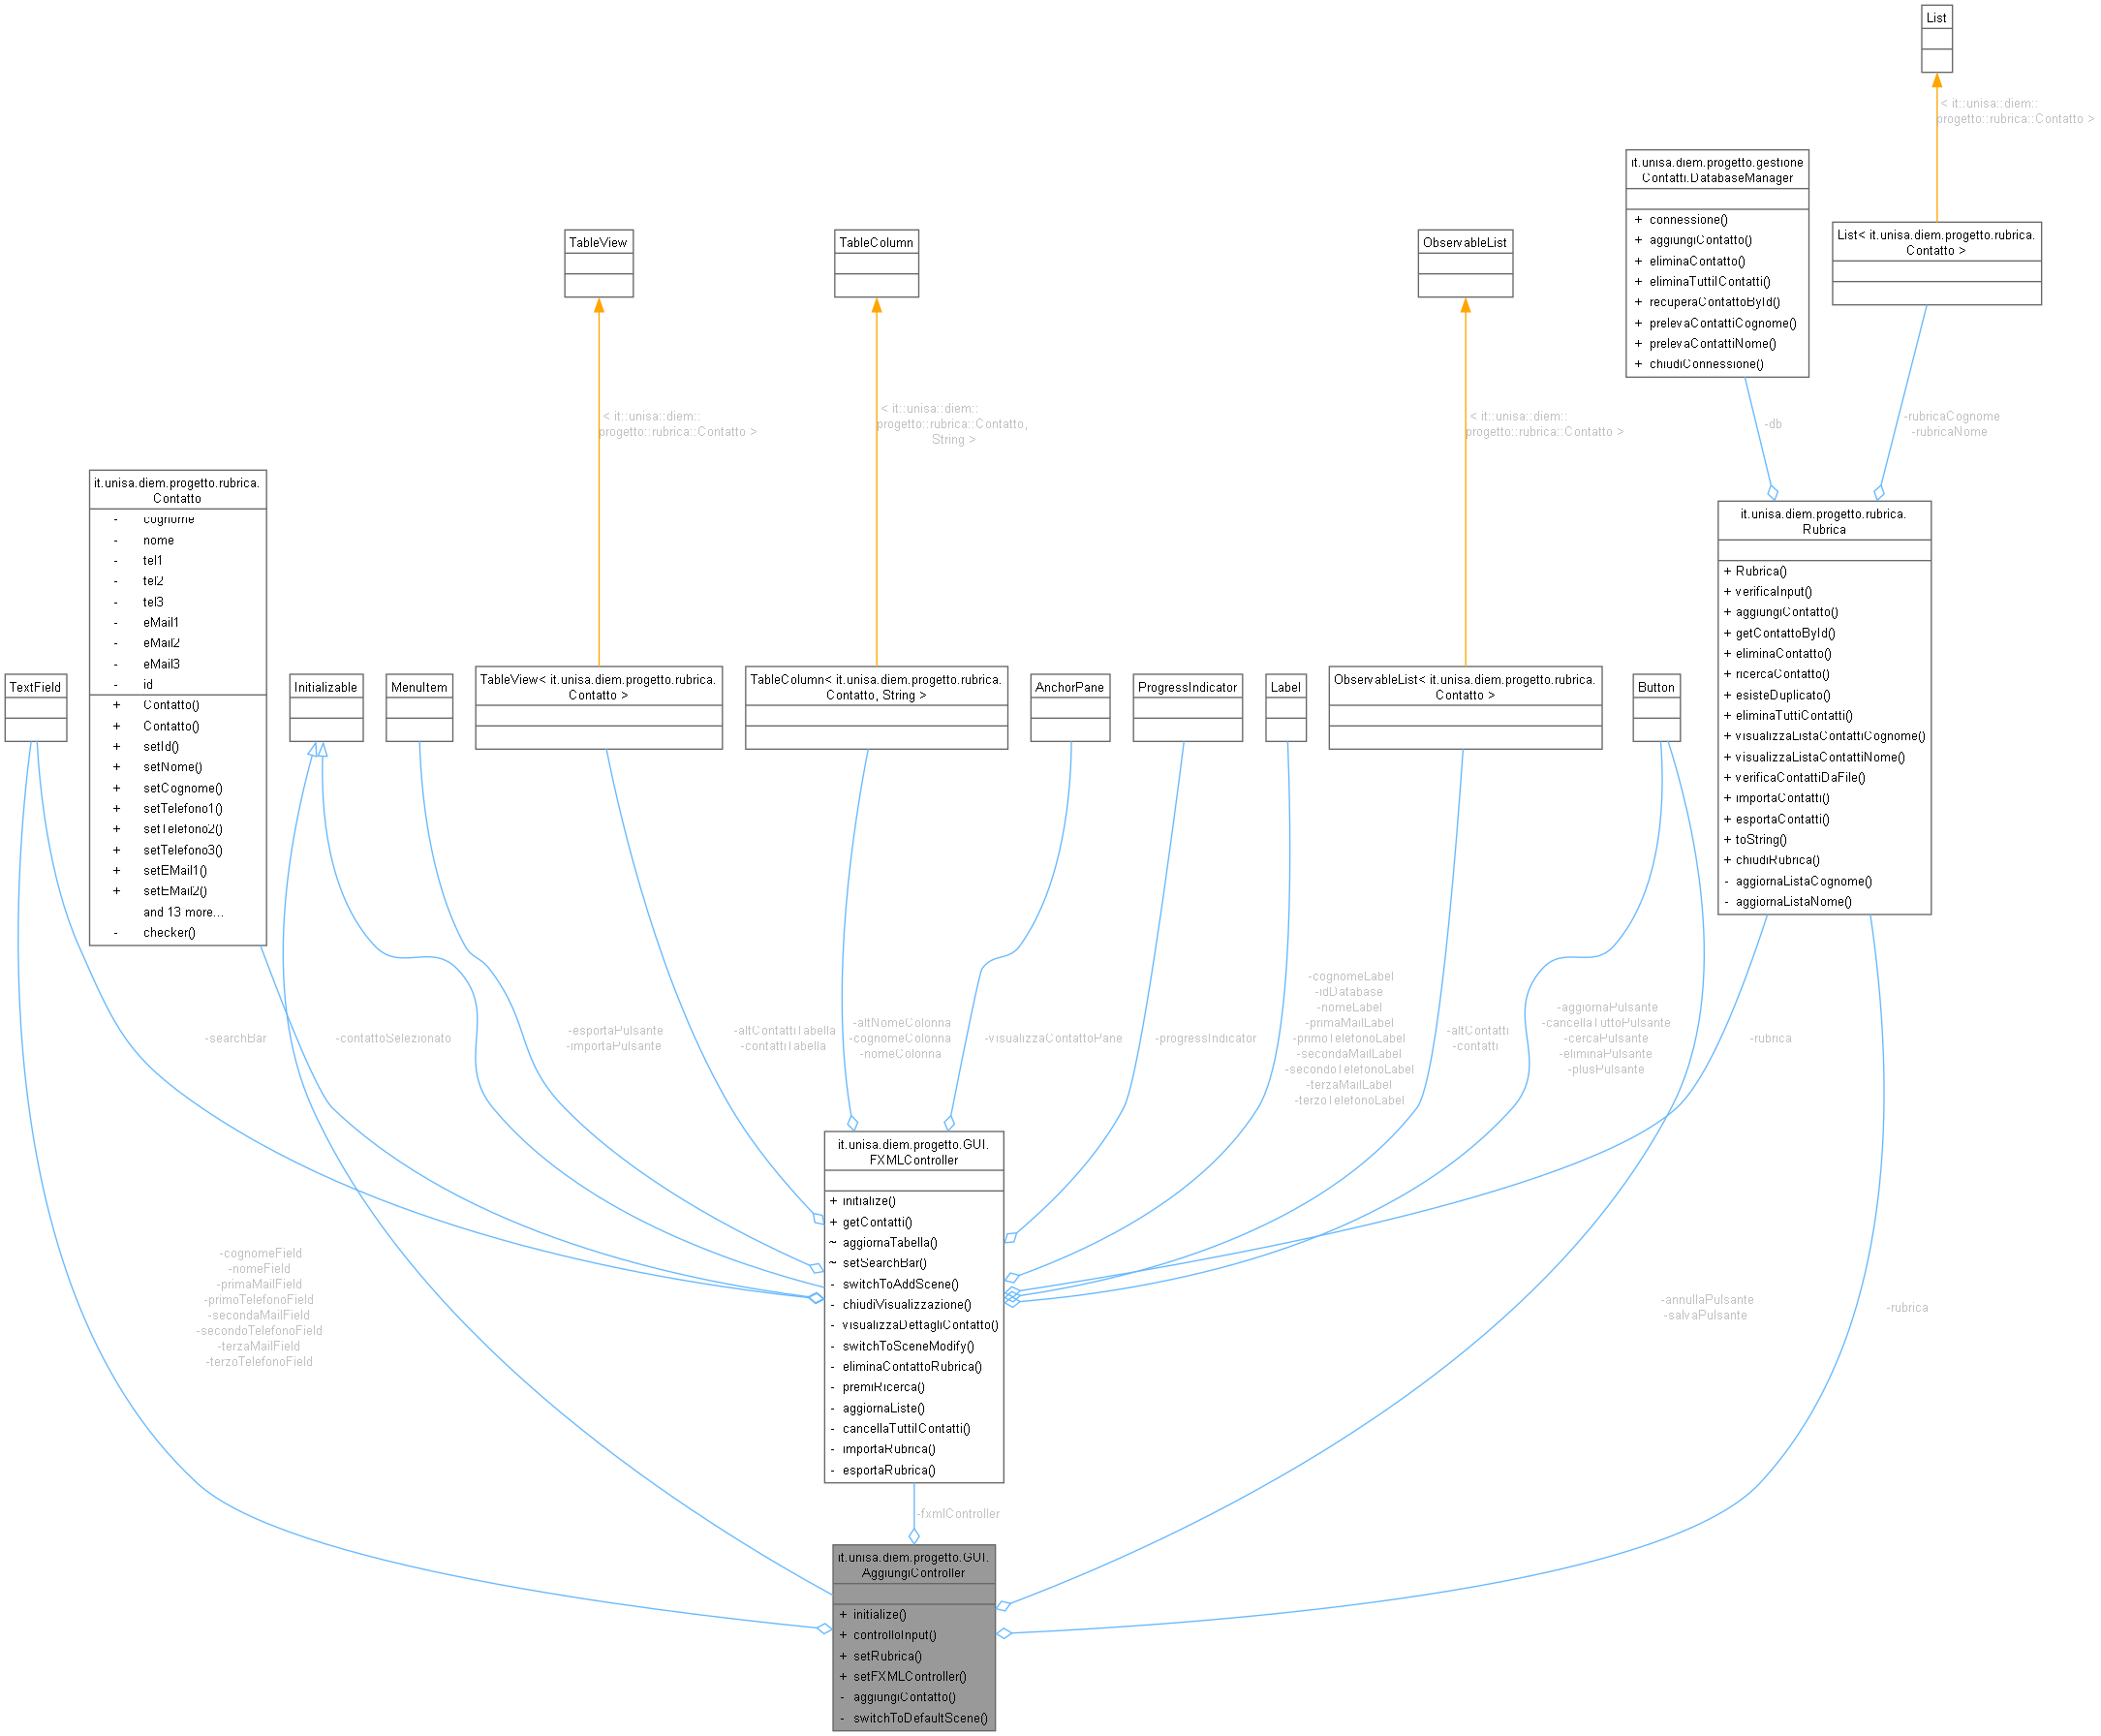 List
< it::unisa::diem::
progetto::rubrica::Contatto >
it.unisa.diem.progetto.gestione
Contatti.DatabaseManager
+ connessione()
+ aggiungiContatto()
+ eliminaContatto()
+ eliminaTuttiIContatti()
+ recuperaContattoById()
+ prelevaContattiCognome()
+ prelevaContattiNome()
+ chiudiConnessione()
List< it.unisa.diem.progetto.rubrica.
Contatto >
TableView
TableColumn
ObservableList
< it::unisa::diem::
progetto::rubrica::Contatto >
< it::unisa::diem::
progetto::rubrica::Contatto,
String >
< it::unisa::diem::
progetto::rubrica::Contatto >
-db
-rubricaCognome
-rubricaNome
it.unisa.diem.progetto.rubrica.
Contatto
- cognome
- nome
- tel1
- tel2
- tel3
- eMail1
- eMail2
- eMail3
- id
+ Contatto()
+ Contatto()
+ setId()
+ setNome()
+ setCognome()
+ setTelefono1()
+ setTelefono2()
+ setTelefono3()
+ setEMail1()
+ setEMail2()
and 13 more...
- checker()
it.unisa.diem.progetto.rubrica.
Rubrica
+ Rubrica()
+ verificaInput()
+ aggiungiContatto()
+ getContattoById()
+ eliminaContatto()
+ ricercaContatto()
+ esisteDuplicato()
+ eliminaTuttiContatti()
+ visualizzaListaContattiCognome()
+ visualizzaListaContattiNome()
+ verificaContattiDaFile()
+ importaContatti()
+ esportaContatti()
+ toString()
+ chiudiRubrica()
- aggiornaListaCognome()
- aggiornaListaNome()
TextField
Initializable
MenuItem
TableView< it.unisa.diem.progetto.rubrica.
Contatto >
TableColumn< it.unisa.diem.progetto.rubrica.
Contatto, String >
AnchorPane
ProgressIndicator
Label
ObservableList< it.unisa.diem.progetto.rubrica.
Contatto >
Button
-searchBar
-contattoSelezionato
-esportaPulsante
-importaPulsante
-altContattiTabella
-contattiTabella
-altNomeColonna
-cognomeColonna
-nomeColonna
-visualizzaContattoPane
-progressIndicator
-cognomeLabel
-idDatabase
-nomeLabel
-primaMailLabel
-primoTelefonoLabel
-secondaMailLabel
-secondoTelefonoLabel
-terzaMailLabel
-terzoTelefonoLabel
-altContatti
-contatti
-aggiornaPulsante
-cancellaTuttoPulsante
-cercaPulsante
-eliminaPulsante
-plusPulsante
-rubrica
it.unisa.diem.progetto.GUI.
FXMLController
+ initialize()
+ getContatti()
~ aggiornaTabella()
~ setSearchBar()
- switchToAddScene()
- chiudiVisualizzazione()
- visualizzaDettagliContatto()
- switchToSceneModify()
- eliminaContattoRubrica()
- premiRicerca()
- aggiornaListe()
- cancellaTuttiIContatti()
- importaRubrica()
- esportaRubrica()
-cognomeField
-nomeField
-primaMailField
-primoTelefonoField
-secondaMailField
-secondoTelefonoField
-terzaMailField
-terzoTelefonoField
-annullaPulsante
-salvaPulsante
-rubrica
-fxmlController
it.unisa.diem.progetto.GUI.
AggiungiController
+ initialize()
+ controlloInput()
+ setRubrica()
+ setFXMLController()
- aggiungiContatto()
- switchToDefaultScene()